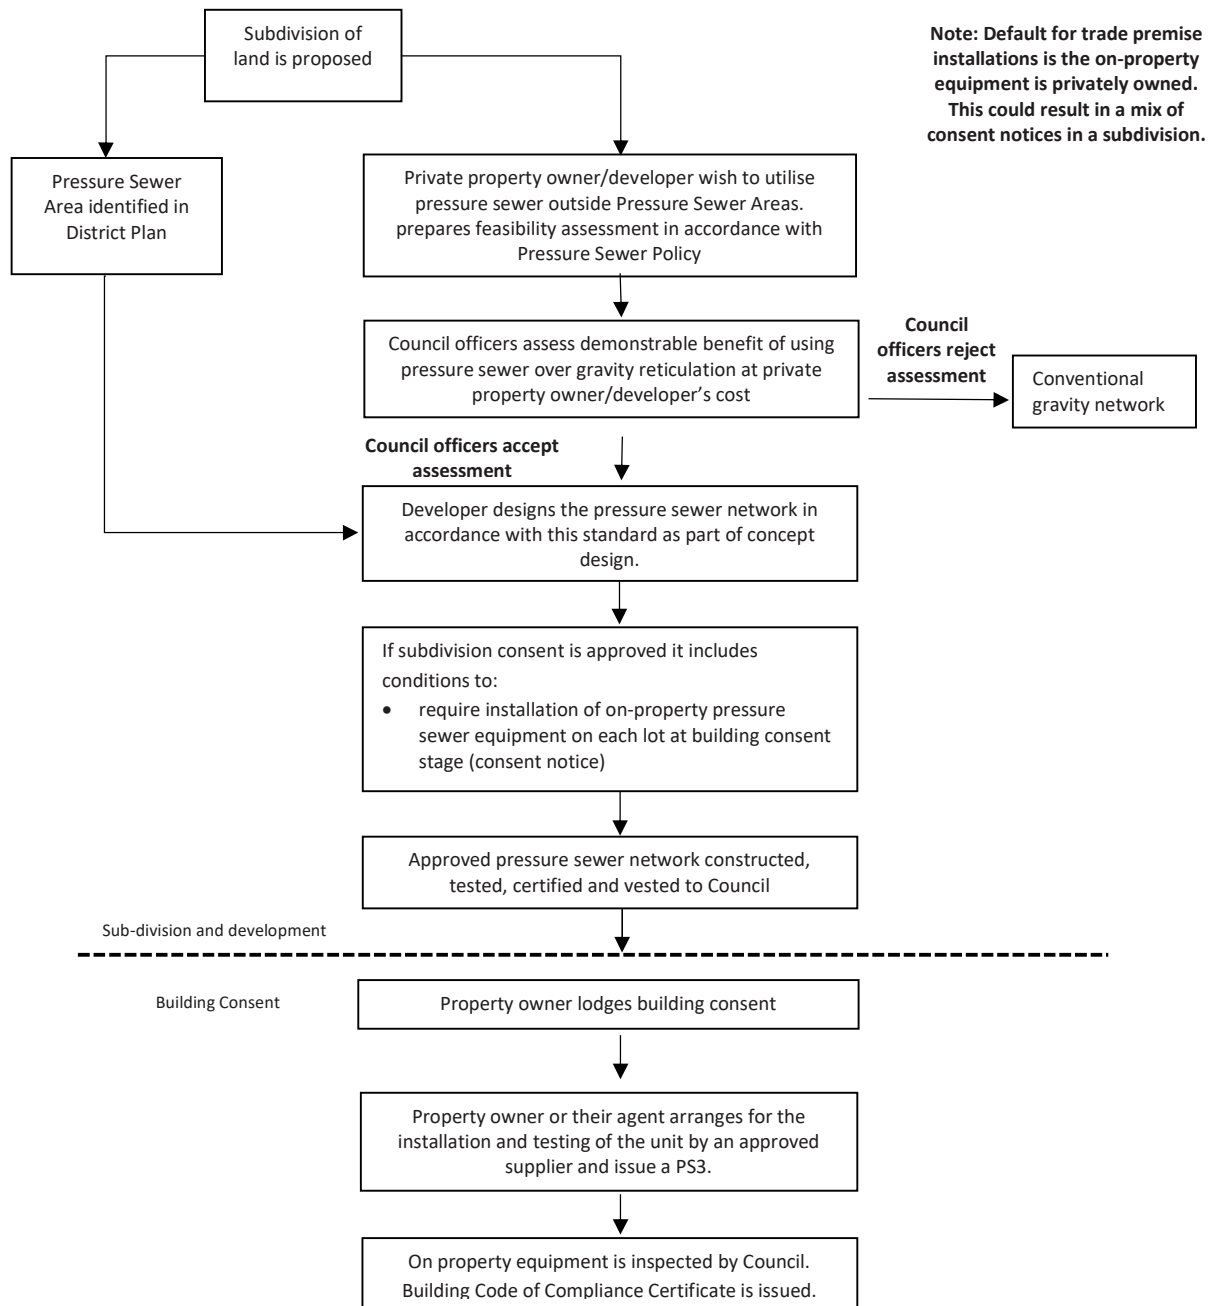 Subdivision of
land is proposed
Note: Default for trade premise
installations is the on-property
equipment is privately owned.
This could result in a mix of
consent notices in a subdivision.
Pressure Sewer
Area identified in
District Plan
Private property owner/developer wish to utilise
pressure sewer outside Pressure Sewer Areas.
prepares feasibility assessment in accordance with
Pressure Sewer Policy
Council officers assess demonstrable benefit of using
pressure sewer over gravity reticulation at private
property owner/developer’s cost
Council
officers reject
assessment
Conventional
gravity network
Council officers accept
assessment
Developer designs the pressure sewer network in
accordance with this standard as part of concept
design.
If subdivision consent is approved it includes
conditions to:
• require installation of on-property pressure
sewer equipment on each lot at building consent
stage (consent notice)
Approved pressure sewer network constructed,
tested, certified and vested to Council
Sub-division and development
Building Consent
Property owner lodges building consent
Property owner or their agent arranges for the
installation and testing of the unit by an approved
supplier and issue a PS3.
On property equipment is inspected by Council.
Building Code of Compliance Certificate is issued.